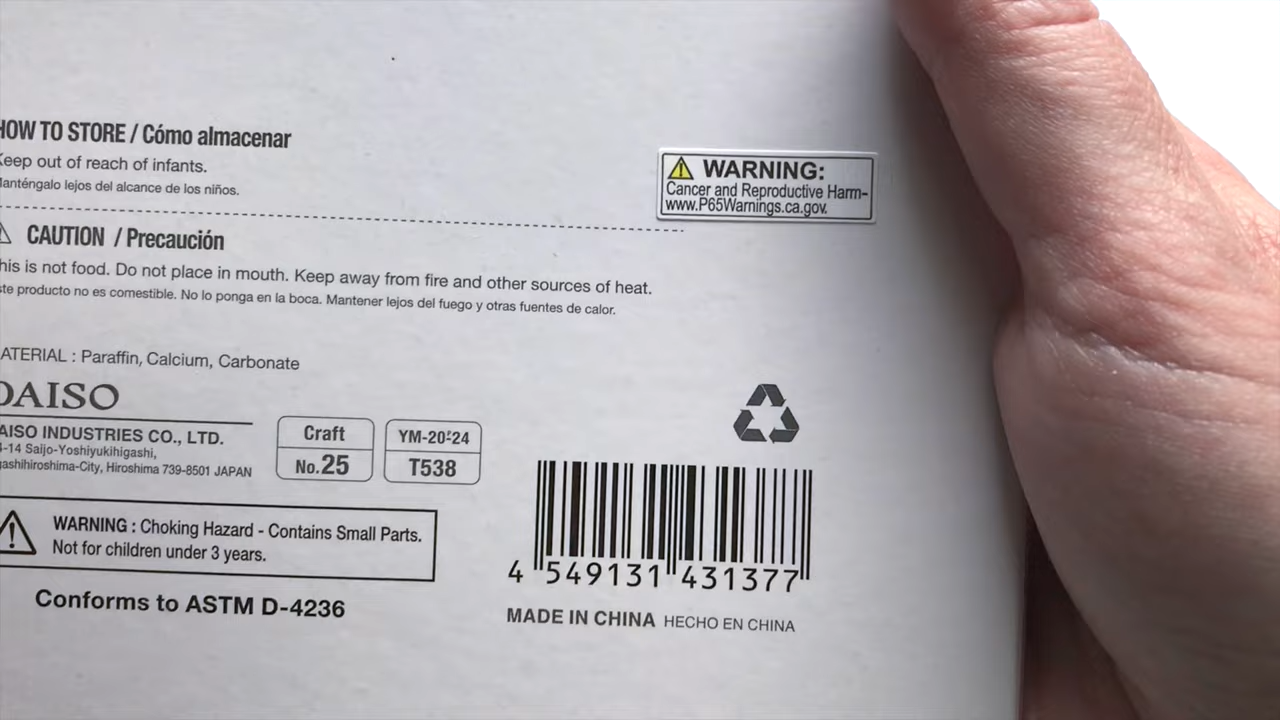 HOW TO STORE / Cómo almacenar
Keep out of reach of infants.
Manténgalo lejos del alcance de los niños.
WARNING:
Cancer and Reproductive Harm-
www.P65Warnings.ca.gov.
CAUTION / Precaución
his is not food. Do not place in mouth. Keep away from fire and other sources of heat.
ste producto no es comestible. No lo ponga en la boca. Mantener lejos del fuego y otras fuentes de calor.
ATERIAL : Paraffin, Calcium, Carbonate
DAISO
AISO INDUSTRIES CO., LTD.
-14 Saijo-Yoshiyukihigashi,
gashihiroshima-City, Hiroshima 739-8501 JAPAN
Craft
No.25
T538
WARNING : Choking Hazard - Contains Small Parts.
Not for children under 3 years.
Conforms to ASTM D-4236
4 549131 431377
MADE IN CHINA HECHO EN CHINA